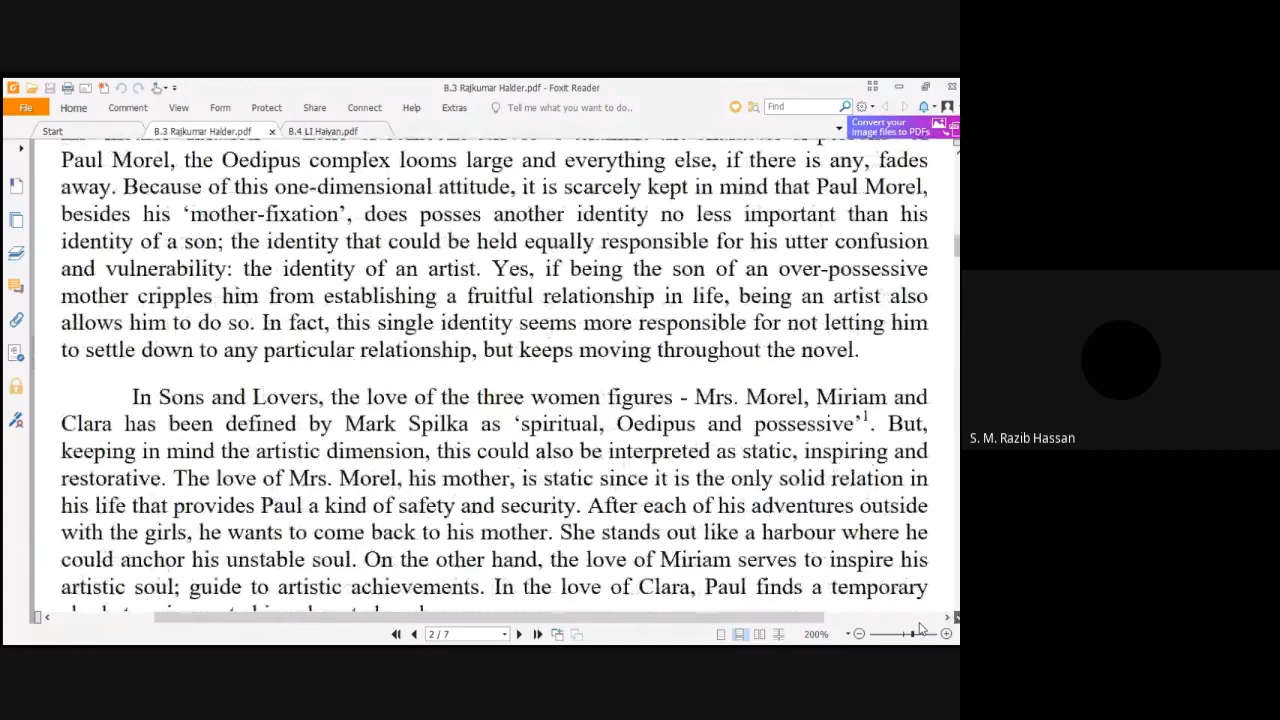 B.3 Rajkumar Halder.pdf - Foxit Reader
File Home Comment View Form Protect Share Connect Help Extras Tell me what you want to do.. Find
Start B.3 Rajkumar Halder.pdf B.4 LI Haiyan.pdf
Convert your
image files to PDFs
Paul Morel, the Oedipus complex looms large and everything else, if there is any, fades
away. Because of this one-dimensional attitude, it is scarcely kept in mind that Paul Morel,
besides his ‘mother-fixation’, does posses another identity no less important than his
identity of a son; the identity that could be held equally responsible for his utter confusion
and vulnerability: the identity of an artist. Yes, if being the son of an over-possessive
mother cripples him from establishing a fruitful relationship in life, being an artist also
allows him to do so. In fact, this single identity seems more responsible for not letting him
to settle down to any particular relationship, but keeps moving throughout the novel.
In Sons and Lovers, the love of the three women figures - Mrs. Morel, Miriam and
Clara has been defined by Mark Spilka as ‘spiritual, Oedipus and possessive’¹. But,
keeping in mind the artistic dimension, this could also be interpreted as static, inspiring and
restorative. The love of Mrs. Morel, his mother, is static since it is the only solid relation in
his life that provides Paul a kind of safety and security. After each of his adventures outside
with the girls, he wants to come back to his mother. She stands out like a harbour where he
could anchor his unstable soul. On the other hand, the love of Miriam serves to inspire his
artistic soul; guide to artistic achievements. In the love of Clara, Paul finds a temporary
2 / 7 200%
S. M. Razib Hassan